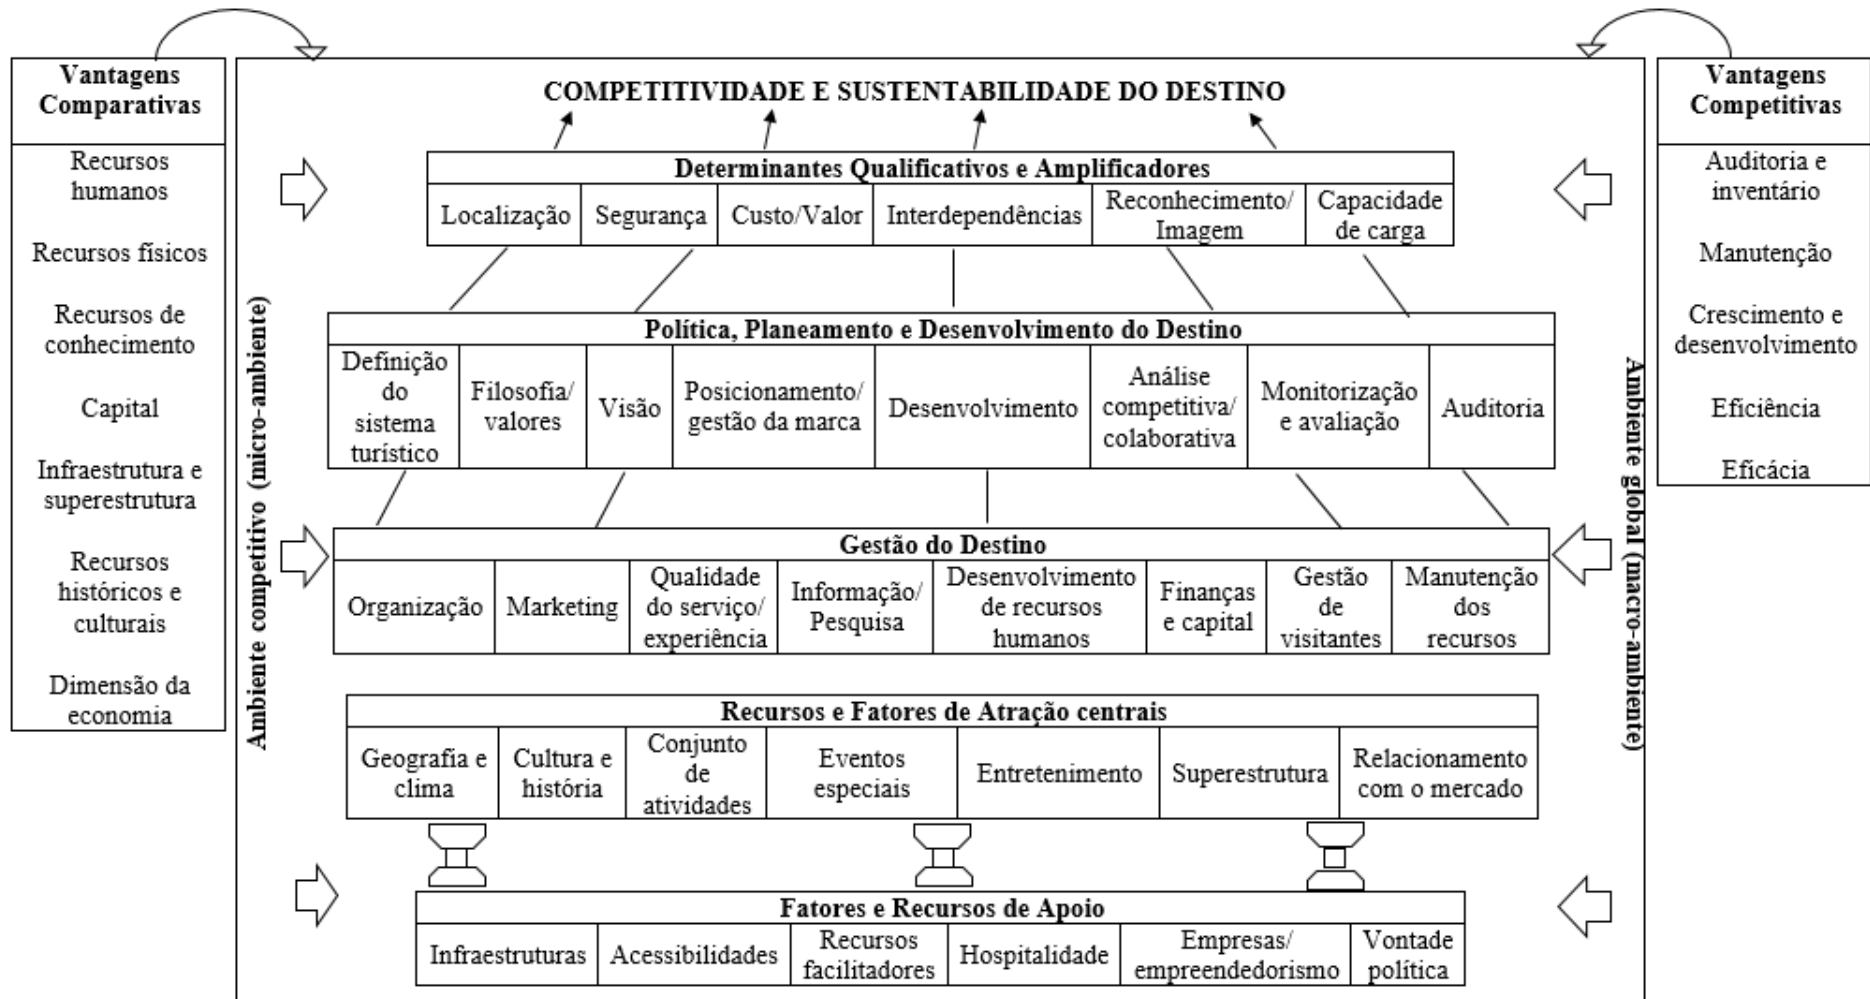 Vantagens
Comparativas
Recursos
humanos
Recursos físicos
Recursos de
conhecimento
Capital
Infraestrutura e
superestrutura
Recursos
históricos e
culturais
Dimensão da
economia
Ambiente competitivo (micro-ambiente)
COMPETITIVIDADE E SUSTENTABILIDADE DO DESTINO
Determinantes Qualificativos e Amplificadores
Localização
Segurança
Custo/Valor
Interdependências
Reconhecimento/
Imagem
Capacidade
de carga
Política, Planeamento e Desenvolvimento do Destino
Definição
do
sistema
turístico
Filosofia/
valores
Visão
Posicionamento/
gestão da marca
Desenvolvimento
Análise
competitiva/
colaborativa
Monitorização
e avaliação
Auditoria
Gestão do Destino
Organização
Marketing
Qualidade
do serviço/
experiência
Informação/
Pesquisa
Desenvolvimento
de recursos
humanos
Finanças
e capital
Gestão
de
visitantes
Manutenção
dos
recursos
Recursos e Fatores de Atração centrais
Geografia e
clima
Cultura e
história
Conjunto
de
atividades
Eventos
especiais
Entretenimento
Superestrutura
Relacionamento
com o mercado
Fatores e Recursos de Apoio
Infraestruturas
Acessibilidades
Recursos
facilitadores
Hospitalidade
Empresas/
empreendedorismo
Vontade
política
Ambiente global (macro-ambiente)
Vantagens
Competitivas
Auditoria e
inventário
Manutenção
Crescimento e
desenvolvimento
Eficiência
Eficácia